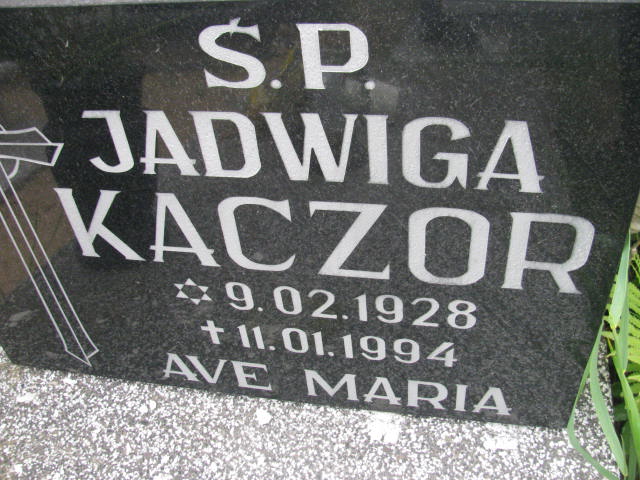 Ś.P.
JADWIGA
KACZOR
✡ 9.02.1928
✝ 11.01.1994
AVE MARIA